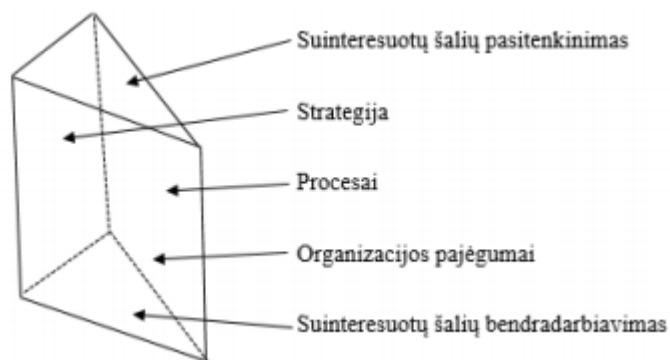 Suinteresuotų šalių pasitenkinimas
Strategija
Procesai
Organizacijos pajėgumai
Suinteresuotų šalių bendradarbiavimas